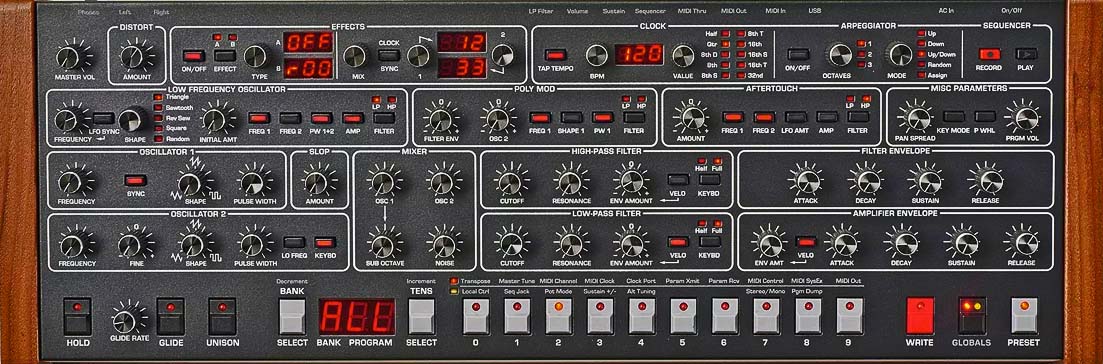 Phones Left Right LP Filter Volume Sustain Sequencer MIDI Thru MIDI Out MIDI In USB AC In On/Off
DISTORT EFFECTS CLOCK ARPEGGIATOR SEQUENCER
A B
A OFF
B r00
CLOCK
12
33
1 2
120
Half
Qtr
8th D
8th
8th S
8th T
16th
16th S
16th T
32nd
1
2
3
Up
Down
Up/Down
Random
Assign
MASTER VOL AMOUNT ON/OFF EFFECT TYPE MIX SYNC TAP TEMPO BPM VALUE ON/OFF OCTAVES MODE RECORD PLAY
LOW FREQUENCY OSCILLATOR POLY MOD AFTERTOUCH MISC PARAMETERS
Triangle
Sawtooth
Rev Saw
Square
Random
LP HP
LP HP
LP HP
FREQUENCY LFO SYNC SHAPE INITIAL AMT FREQ 1 FREQ 2 PW 1+2 AMP FILTER
FILTER ENV OSC 2 FREQ 1 SHAPE 1 PW 1 FILTER
AMOUNT FREQ 1 FREQ 2 LFO AMT AMP FILTER
PAN SPREAD KEY MODE P WHL PRGM VOL
OSCILLATOR 1 SLOP MIXER HIGH-PASS FILTER FILTER ENVELOPE
Half Full
FREQUENCY SYNC SHAPE PULSE WIDTH AMOUNT OSC 1 OSC 2 CUTOFF RESONANCE ENV AMOUNT VELO KEYBD ATTACK DECAY SUSTAIN RELEASE
OSCILLATOR 2 LOW-PASS FILTER AMPLIFIER ENVELOPE
Half Full
FREQUENCY FINE SHAPE PULSE WIDTH LO FREQ KEYBD SUB OCTAVE NOISE CUTOFF RESONANCE ENV AMOUNT VELO KEYBD ENV AMT VELO ATTACK DECAY SUSTAIN RELEASE
Decrement
BANK
Increment
TENS
Transpose Master Tune MIDI Channel MIDI Clock Clock Port Param Xmit Param Rcv MIDI Control MIDI SysEx MIDI Out
Local Ctrl Seq Jack Pot Mode Sustain +/- Alt Tuning Stereo/Mono Pgm Dump
HOLD GLIDE RATE GLIDE UNISON SELECT BANK PROGRAM SELECT 0 1 2 3 4 5 6 7 8 9 WRITE GLOBALS PRESET